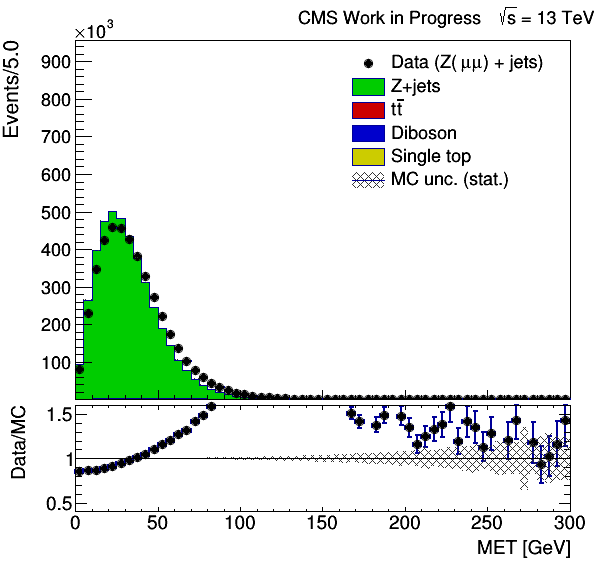 CMS Work in Progress √s = 13 TeV
×10³
Events/5.0
900
800
700
600
500
400
300
200
100
Data (Z(μμ) + jets)
Z+jets
tt̅
Diboson
Single top
MC unc. (stat.)
Data/MC
1.5
1
0.5
0 50 100 150 200 250 300
MET [GeV]